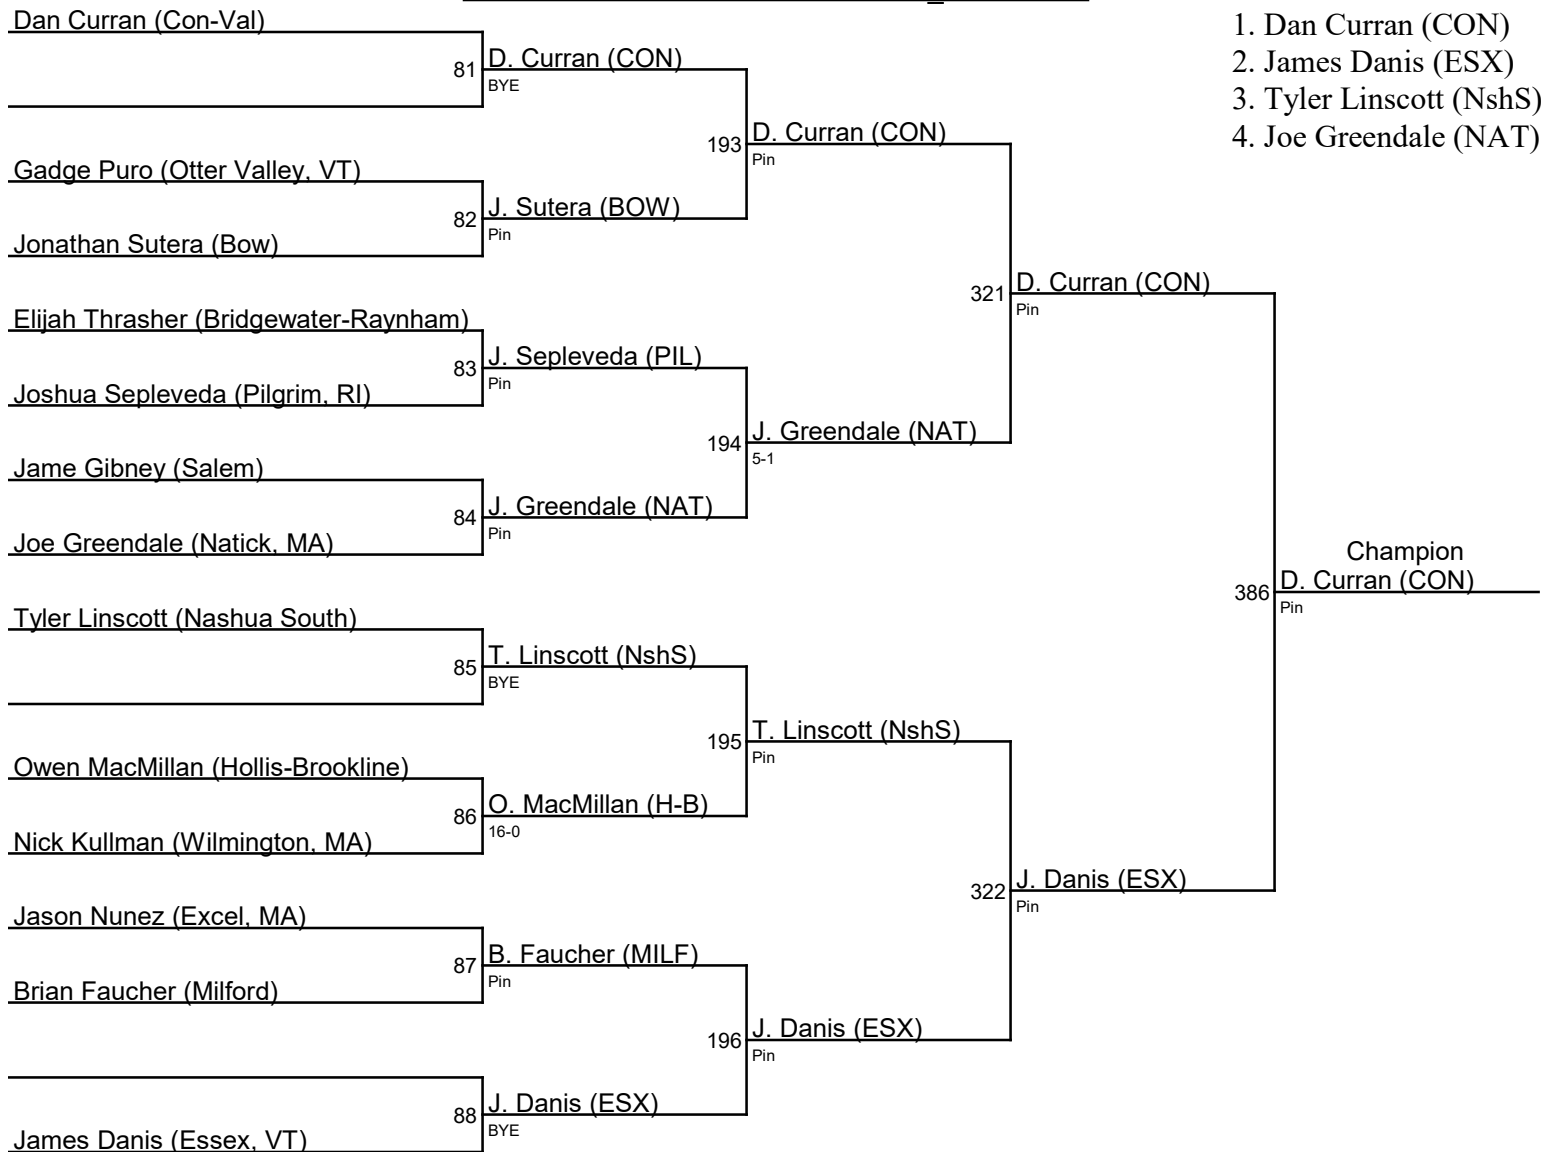 Dan Curran (Con-Val)
81
D. Curran (CON)
BYE
Gadge Puro (Otter Valley, VT)
82
J. Sutera (BOW)
Pin
Jonathan Sutera (Bow)
193
D. Curran (CON)
Pin
Elijah Thrasher (Bridgewater-Raynham)
83
J. Sepleveda (PIL)
Pin
Joshua Sepleveda (Pilgrim, RI)
194
J. Greendale (NAT)
5-1
Jame Gibney (Salem)
84
J. Greendale (NAT)
Pin
Joe Greendale (Natick, MA)
321
D. Curran (CON)
Pin
Tyler Linscott (Nashua South)
85
T. Linscott (NshS)
BYE
195
T. Linscott (NshS)
Pin
Owen MacMillan (Hollis-Brookline)
86
O. MacMillan (H-B)
16-0
Nick Kullman (Wilmington, MA)
322
J. Danis (ESX)
Pin
Jason Nunez (Excel, MA)
87
B. Faucher (MILF)
Pin
Brian Faucher (Milford)
196
J. Danis (ESX)
Pin
88
J. Danis (ESX)
BYE
James Danis (Essex, VT)
Champion
386
D. Curran (CON)
Pin
1. Dan Curran (CON)
2. James Danis (ESX)
3. Tyler Linscott (NshS)
4. Joe Greendale (NAT)